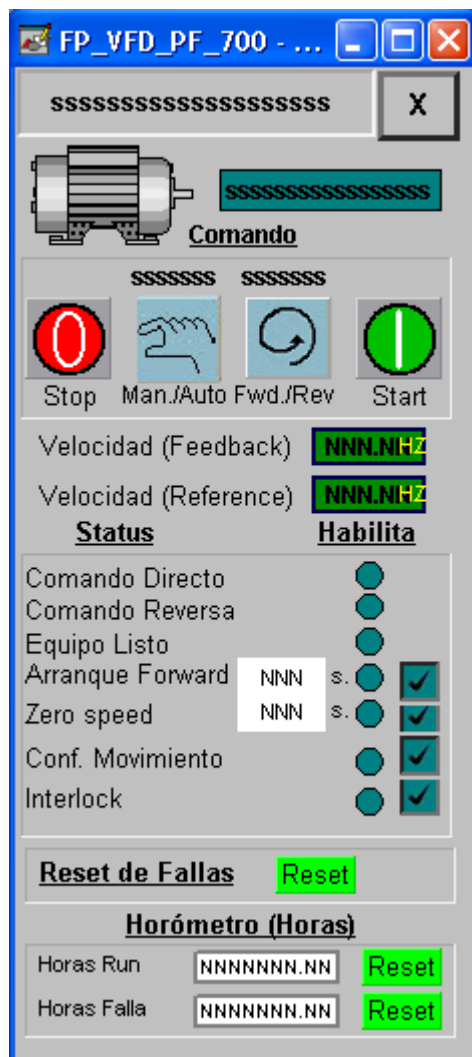 FP_VFD_PF_700 - ...
SSSSSSSSSSSSSSSSSSSS X
SSSSSSSSSSSSSSSSS
Comando
SSSSSSS SSSSSSS
Stop Man./Auto Fwd./Rev Start
Velocidad (Feedback) NNN.NN HZ
Velocidad (Reference) NNN.NN HZ
Status Habilita
Comando Directo
Comando Reversa
Equipo Listo
Arranque Forward NNN s.
Zero speed NNN s.
Conf. Movimiento
Interlock
Reset de Fallas Reset
Horómetro (Horas)
Horas Run NNNNNNN.NN Reset
Horas Falla NNNNNNN.NN Reset